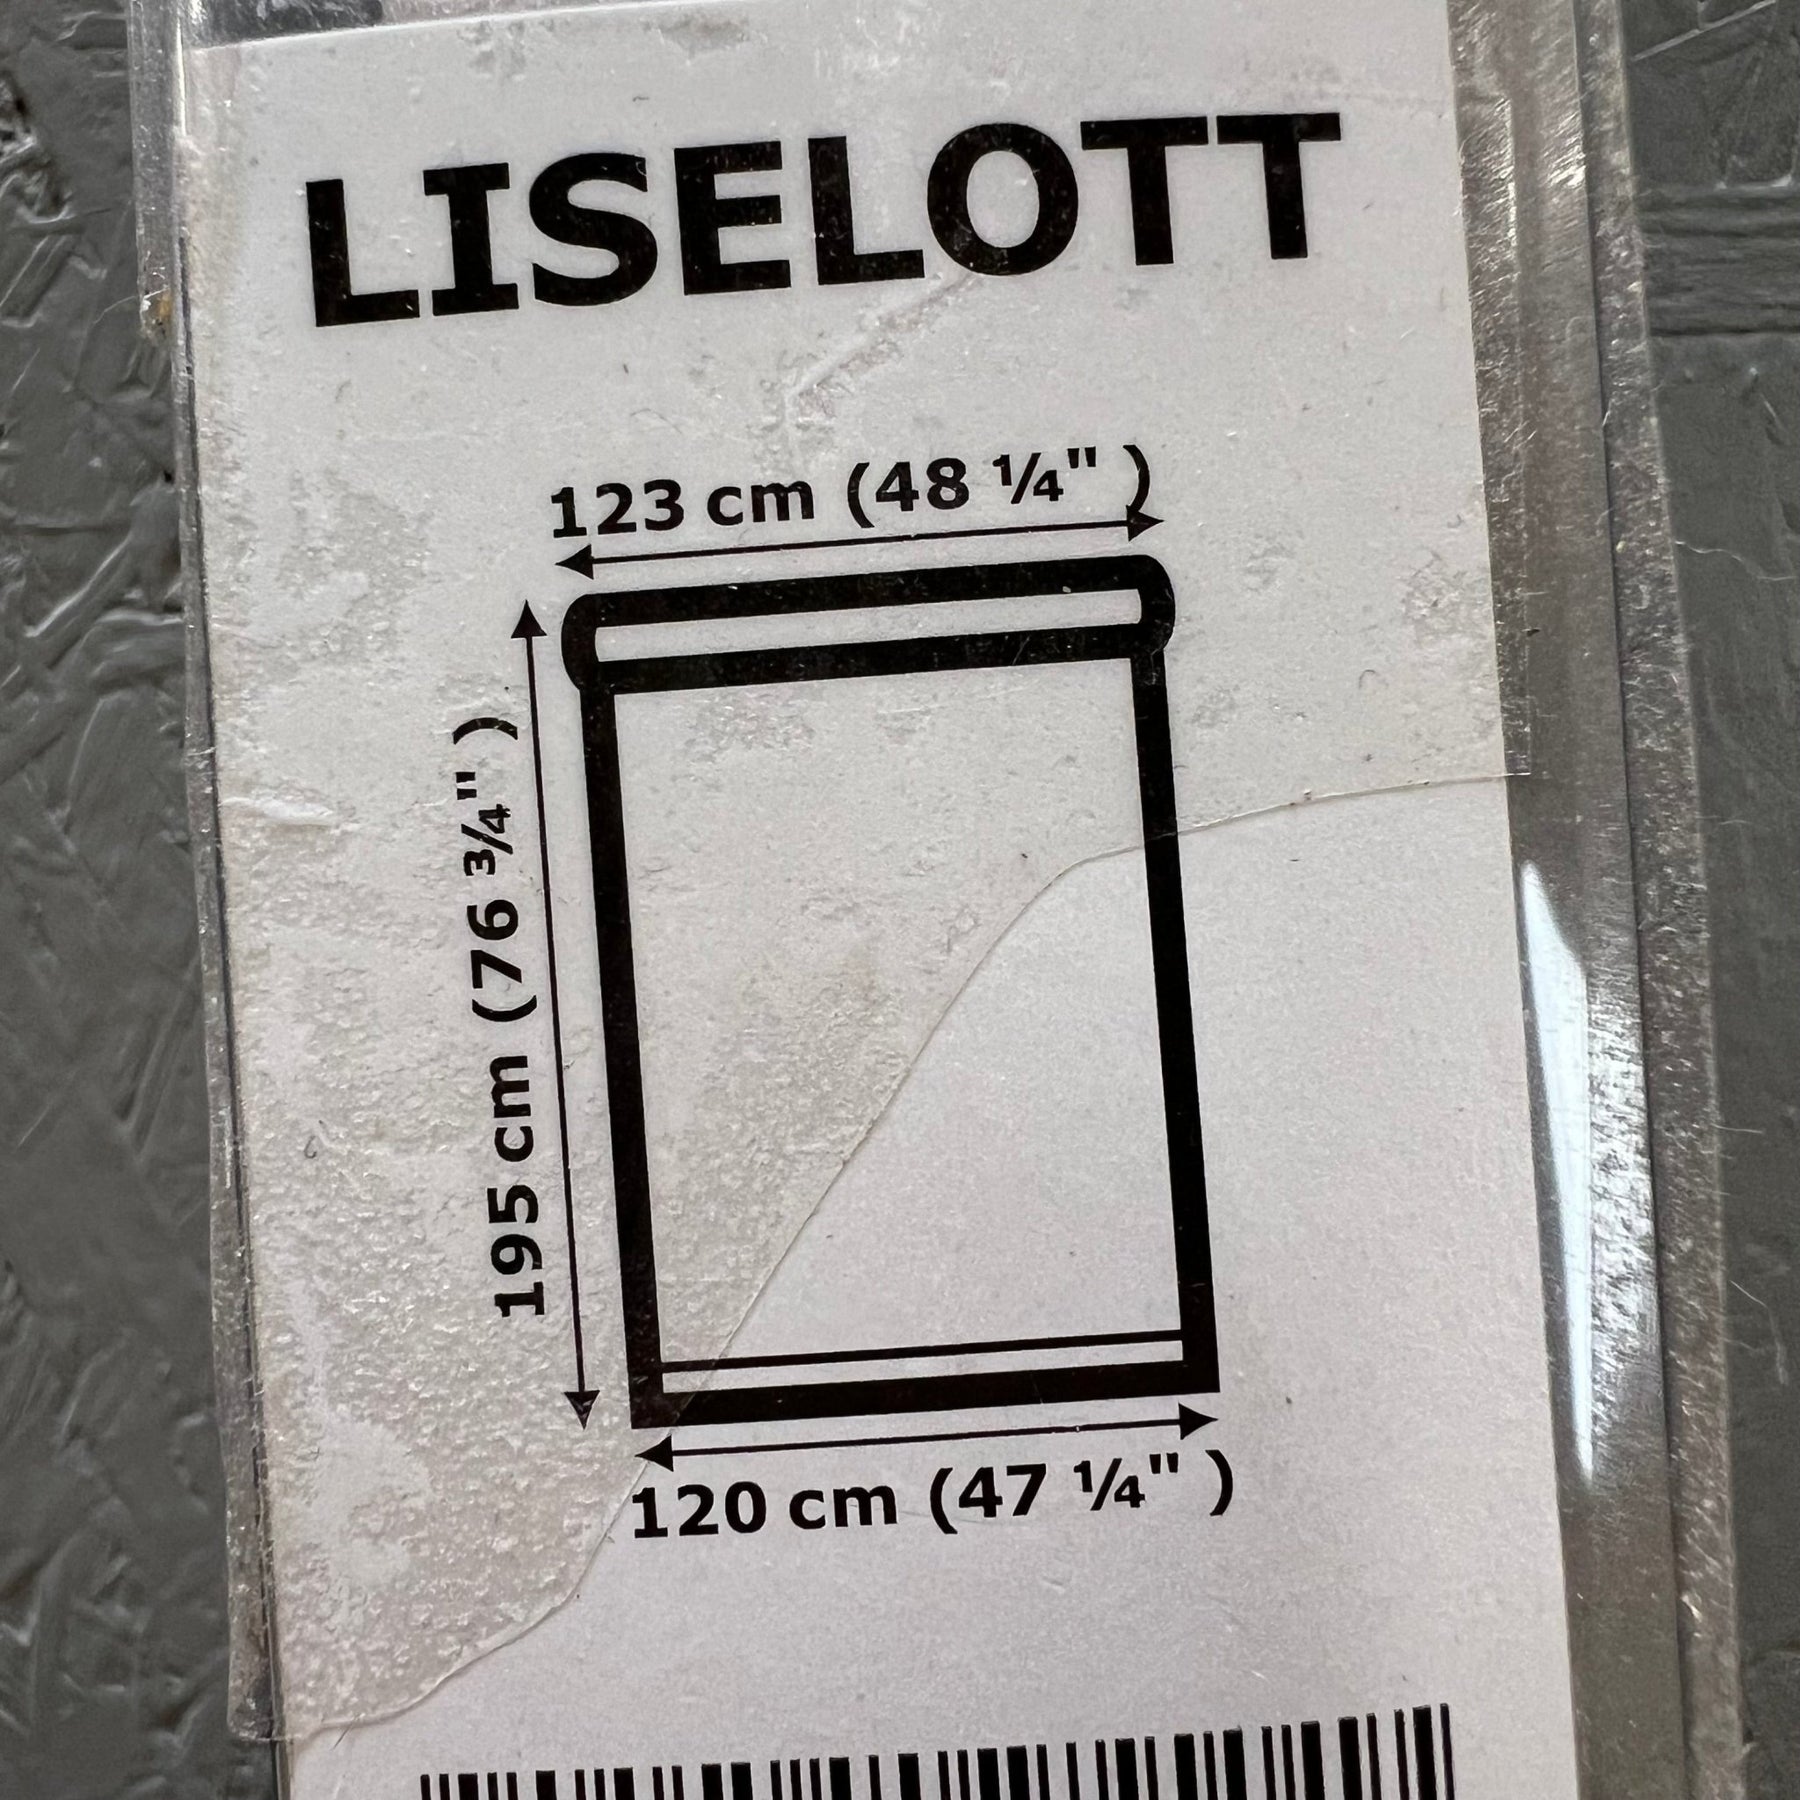 LISELOTT
123 cm (48 ¼" )
195 cm (76 ¾" )
120 cm (47 ¼" )